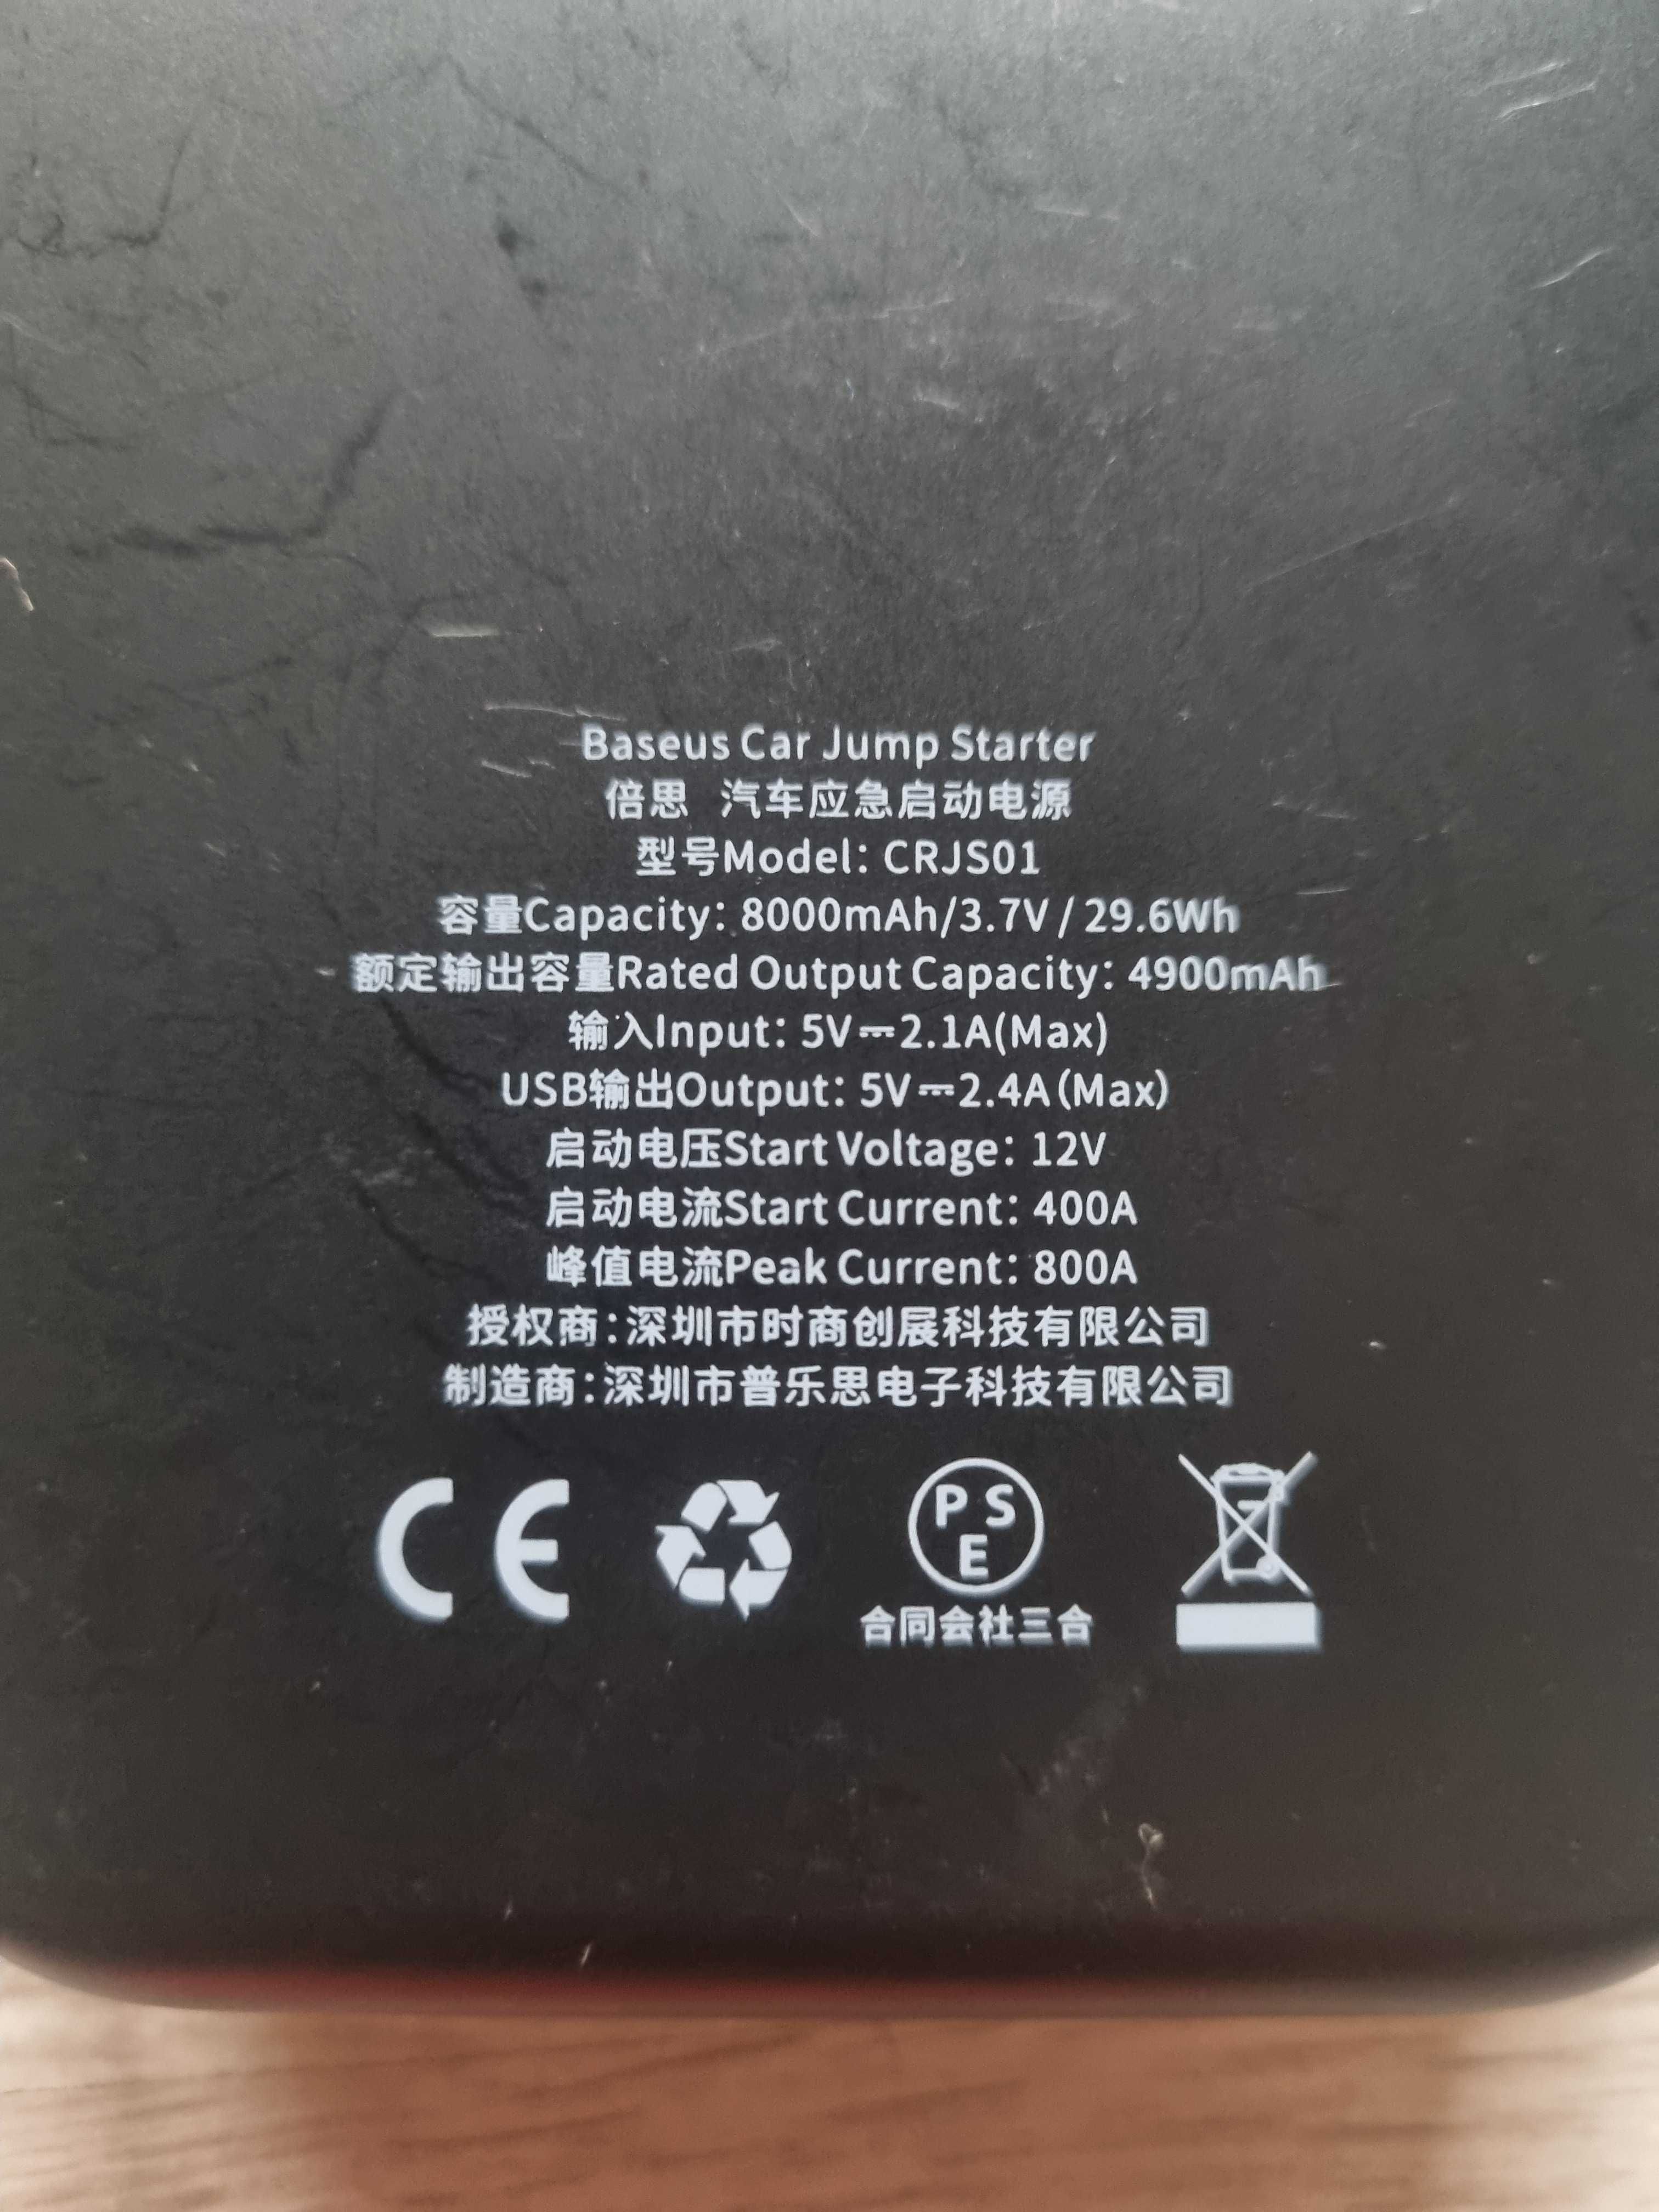 Baseus Car Jump Starter
倍思 汽车应急启动电源
型号Model: CRJS01
容量Capacity: 8000mAh/3.7V / 29.6Wh
额定输出容量Rated Output Capacity: 4900mAh
输入Input: 5V⎓2.1A(Max)
USB输出Output: 5V⎓2.4A(Max)
启动电压Start Voltage: 12V
启动电流Start Current: 400A
峰值电流Peak Current: 800A
授权商:深圳市时商创展科技有限公司
制造商:深圳市普乐思电子科技有限公司
CE
PS
E
合同会社三合